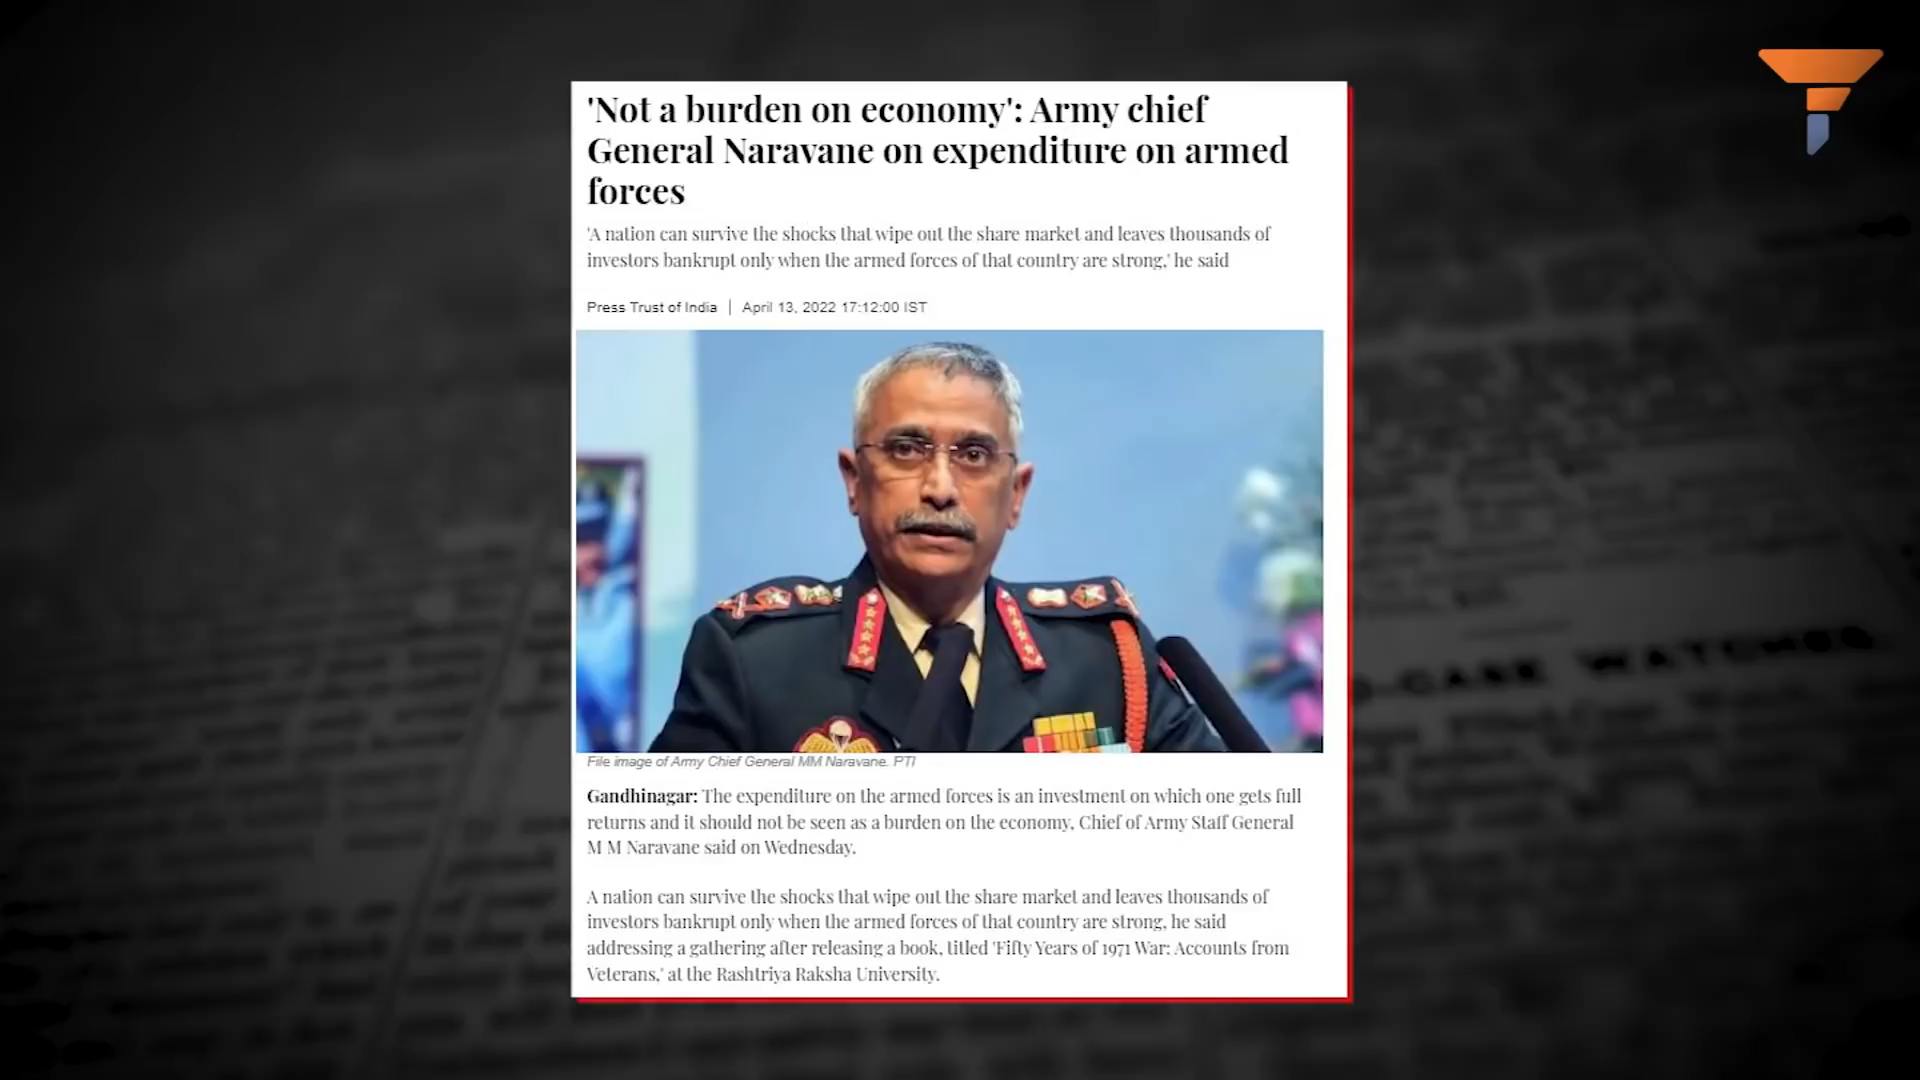 'Not a burden on economy': Army chief
General Naravane on expenditure on armed
forces
'A nation can survive the shocks that wipe out the share market and leaves thousands of
investors bankrupt only when the armed forces of that country are strong,' he said
Press Trust of India | April 13, 2022 17:12:00 IST
File image of Army Chief General MM Naravane. PTI
Gandhinagar: The expenditure on the armed forces is an investment on which one gets full
returns and it should not be seen as a burden on the economy, Chief of Army Staff General
M M Naravane said on Wednesday.
A nation can survive the shocks that wipe out the share market and leaves thousands of
investors bankrupt only when the armed forces of that country are strong, he said
addressing a gathering after releasing a book, titled 'Fifty Years of 1971 War: Accounts from
Veterans,' at the Rashtriya Raksha University.